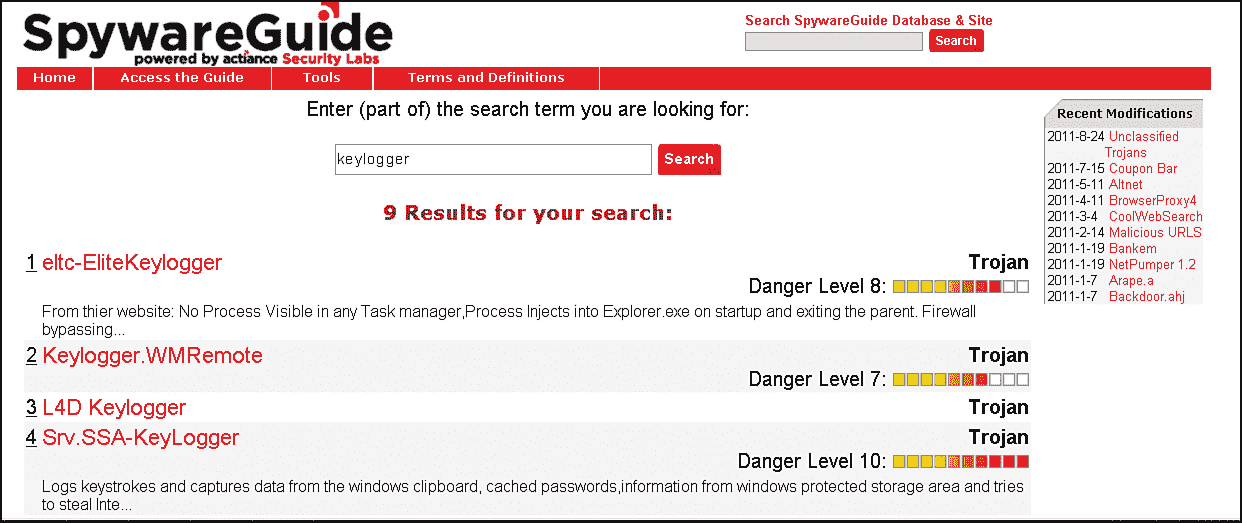 SpywareGuide
powered by actiance Security Labs
Search SpywareGuide Database & Site
Search
Home
Access the Guide
Tools
Terms and Definitions
Enter (part of) the search term you are looking for:
keylogger
Search
9 Results for your search:
1 eltc-EliteKeylogger
Trojan
Danger Level 8:
From thier website: No Process Visible in any Task manager,Process Injects into Explorer.exe on startup and exiting the parent. Firewall
bypassing...
2 Keylogger.WMRemote
Trojan
Danger Level 7:
3 L4D Keylogger
Trojan
4 Srv.SSA-KeyLogger
Trojan
Danger Level 10:
Logs keystrokes and captures data from the windows clipboard, cached passwords,information from windows protected storage area and tries
to steal Inte...
Recent Modifications
2011-8-24 Unclassified
Trojans
2011-7-15 Coupon Bar
2011-5-11 Altnet
2011-4-11 BrowserProxy4
2011-3-4 CoolWebSearch
2011-2-14 Malicious URLS
2011-1-19 Bankem
2011-1-19 NetPumper 1.2
2011-1-7 Arape.a
2011-1-7 Backdoor.ahj